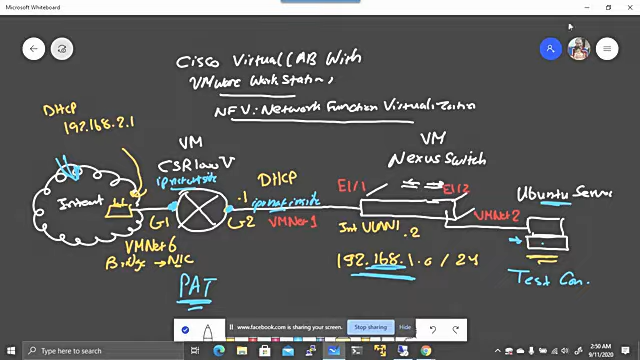 Microsoft Whiteboard
Cisco Virtual LAB With
VMware WorkStation
NFV: Network Function Virtualization
DHCP
192.168.2.1
VM
CSR1000V
ip nat outside
Internet
G1
VMNet6
Bridge → NIC
PAT
DHCP
.1
ip nat inside
G2
VMNet1
VM
Nexus Switch
E1/1
E1/2
Int VLAN1 .2
VMNet2
192.168.1.0 / 24
Ubuntu Server
Test Con.
is sharing your screen.
Stop sharing
Hide
Type here to search
2:50 AM
9/11/2020